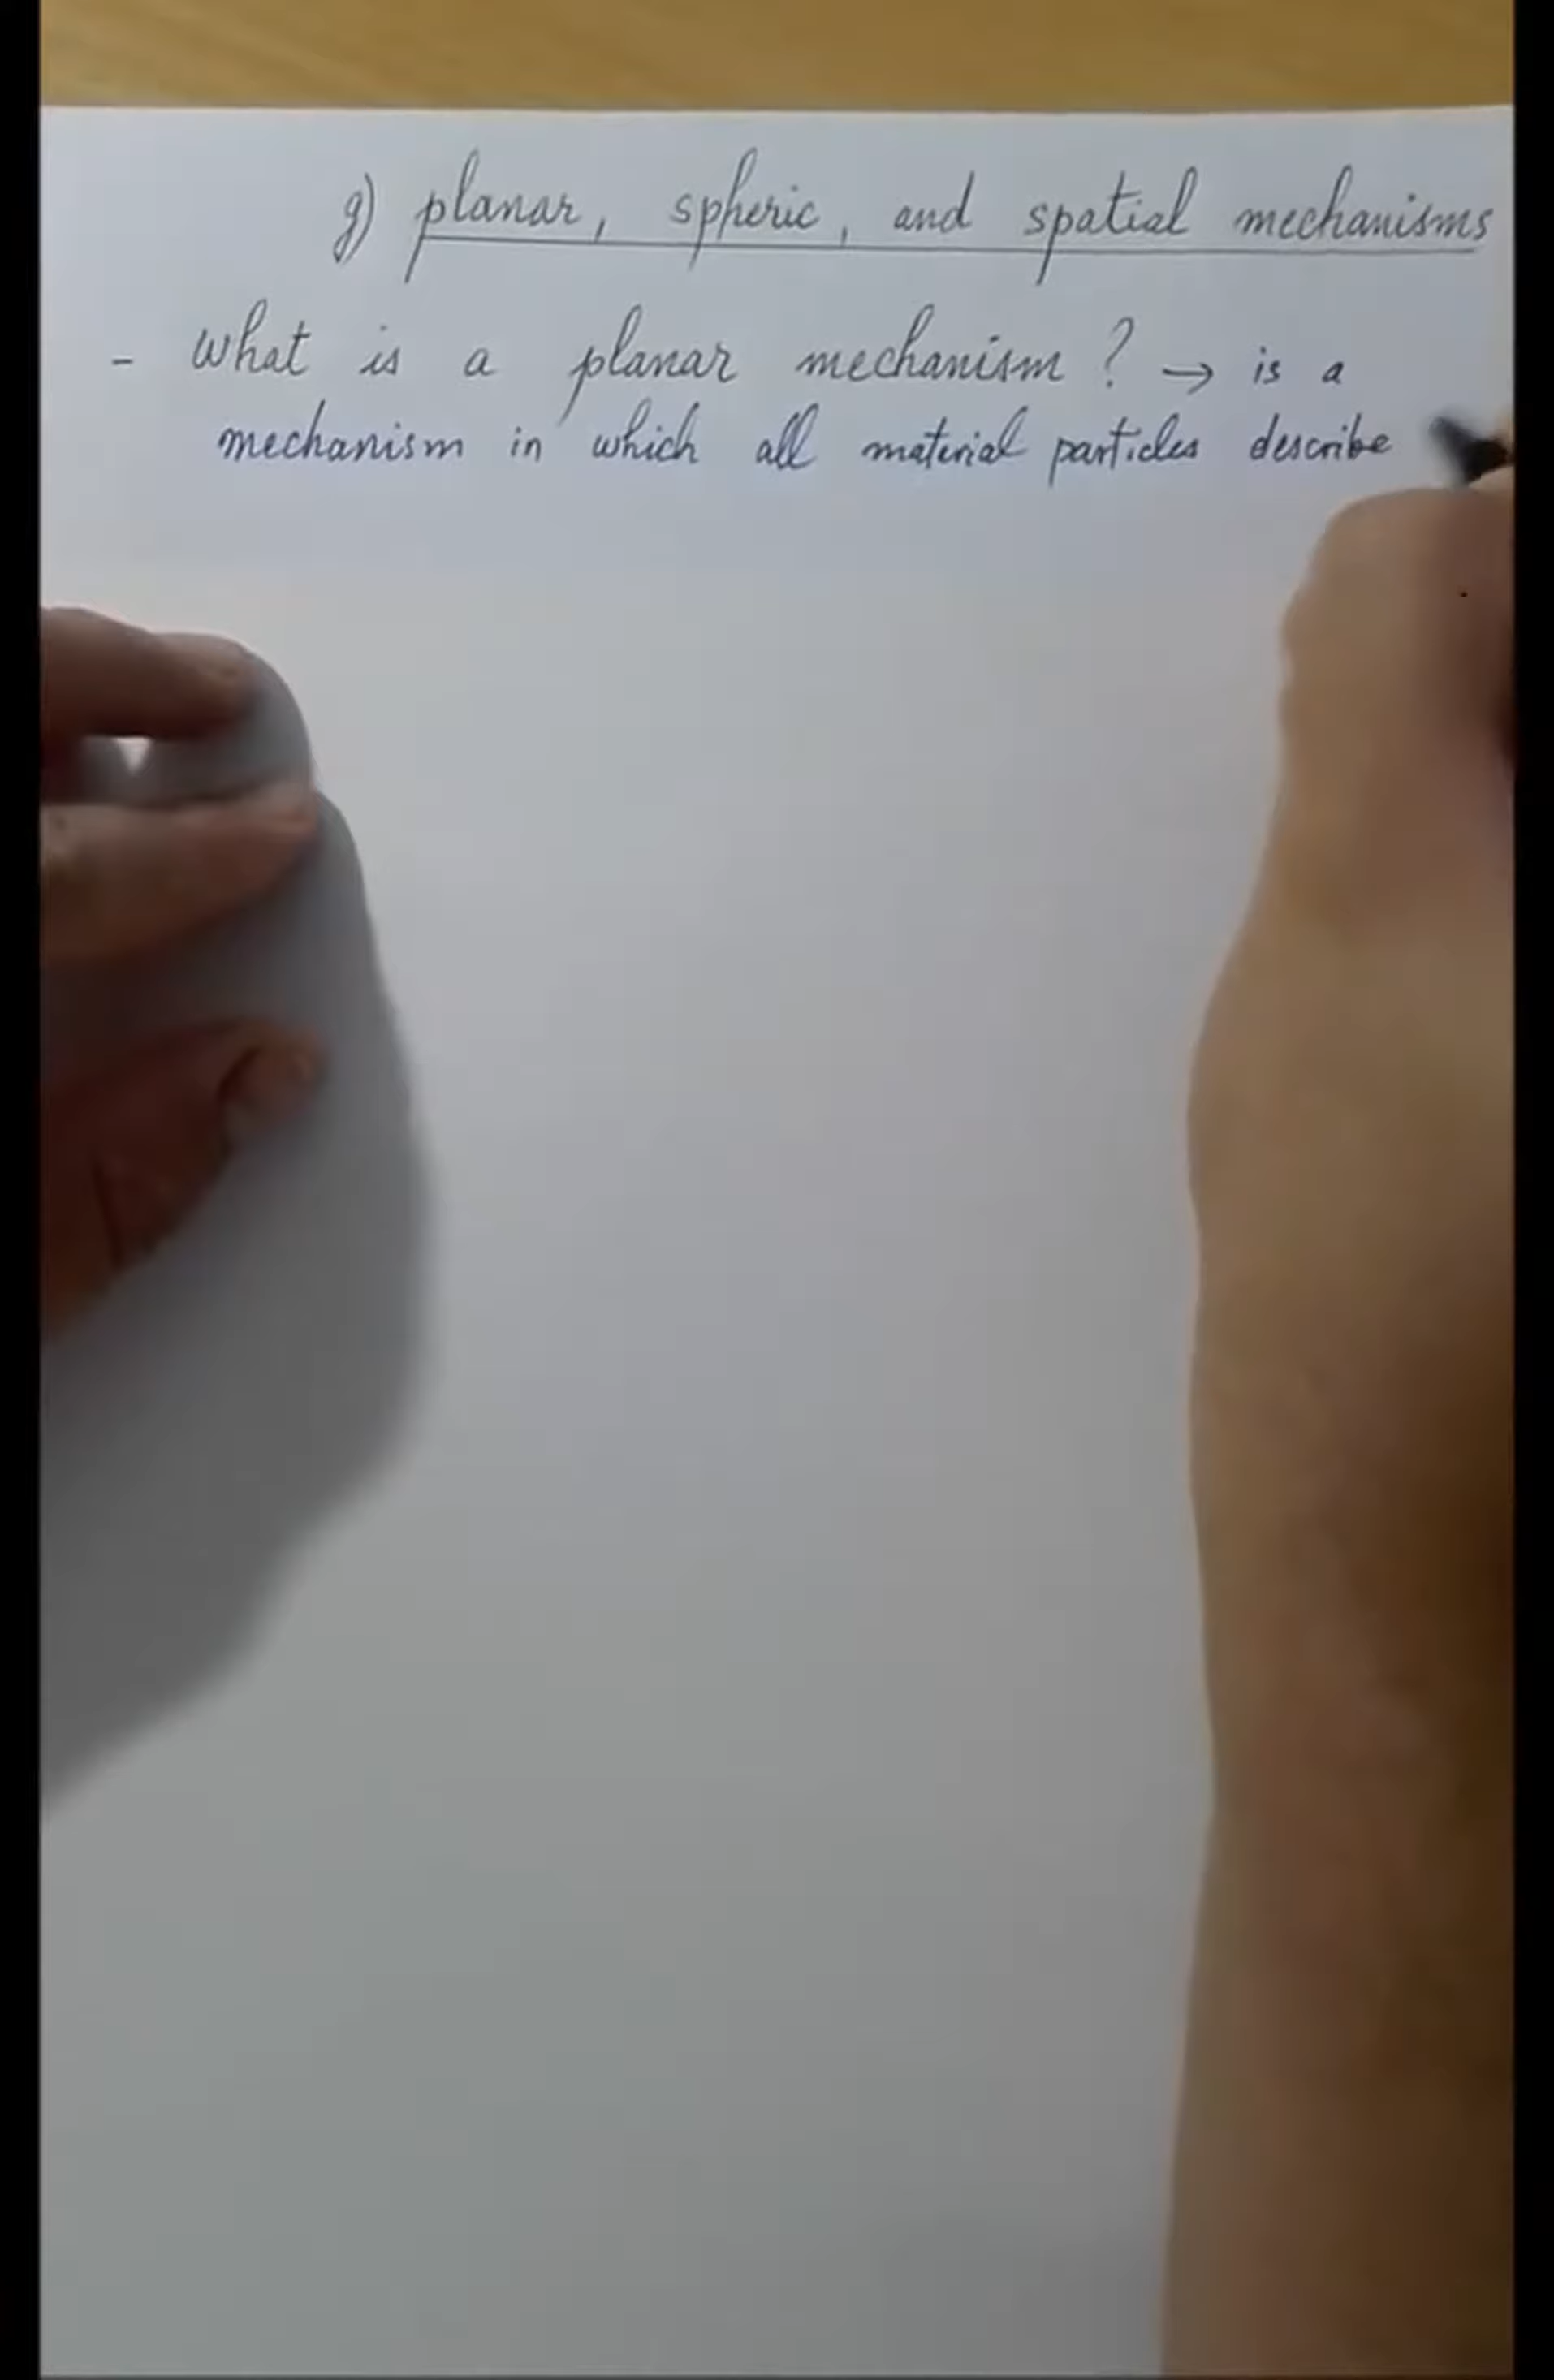 g) planar, spheric, and spatial mechanisms
- What is a planar mechanism? → is a
mechanism in which all material particles describe